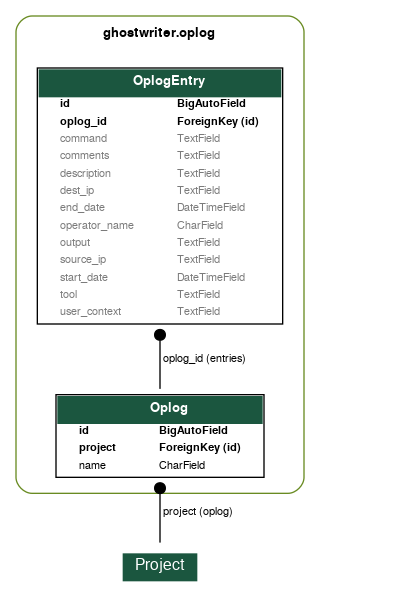 ghostwriter.oplog
OplogEntry
id BigAutoField
oplog_id ForeignKey (id)
command TextField
comments TextField
description TextField
dest_ip TextField
end_date DateTimeField
operator_name CharField
output TextField
source_ip TextField
start_date DateTimeField
tool TextField
user_context TextField
oplog_id (entries)
Oplog
id BigAutoField
project ForeignKey (id)
name CharField
project (oplog)
Project